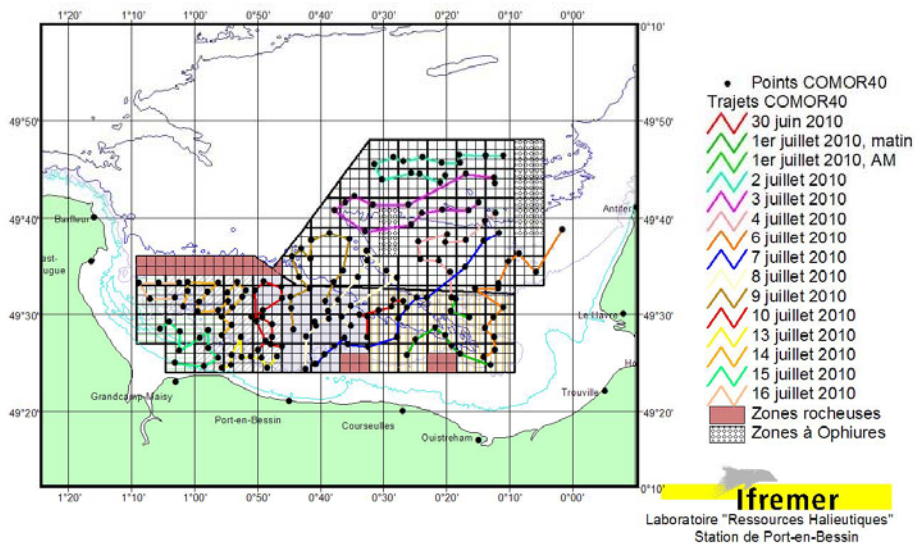 1°20' 1°10' 1°00' 0°50' 0°40' 0°30' 0°20' 0°10' 0°00'
0°10'
49°50' 49°50'
49°40' 49°40'
49°30' 49°30'
49°20' 49°20'
0°10'
1°20' 1°10' 1°00' 0°50' 0°40' 0°30' 0°20' 0°10' 0°00'
Barfleur
Antifer
Le Havre
Trouville
Grandcamp-Maisy
Port-en-Bessin
Courseulles
Ouistreham
Points COMOR40
Trajets COMOR40
30 juin 2010
1er juillet 2010, matin
1er juillet 2010, AM
2 juillet 2010
3 juillet 2010
4 juillet 2010
6 juillet 2010
7 juillet 2010
8 juillet 2010
9 juillet 2010
10 juillet 2010
13 juillet 2010
14 juillet 2010
15 juillet 2010
16 juillet 2010
Zones rocheuses
Zones à Ophiures
Ifremer
Laboratoire "Ressources Halieutiques"
Station de Port-en-Bessin